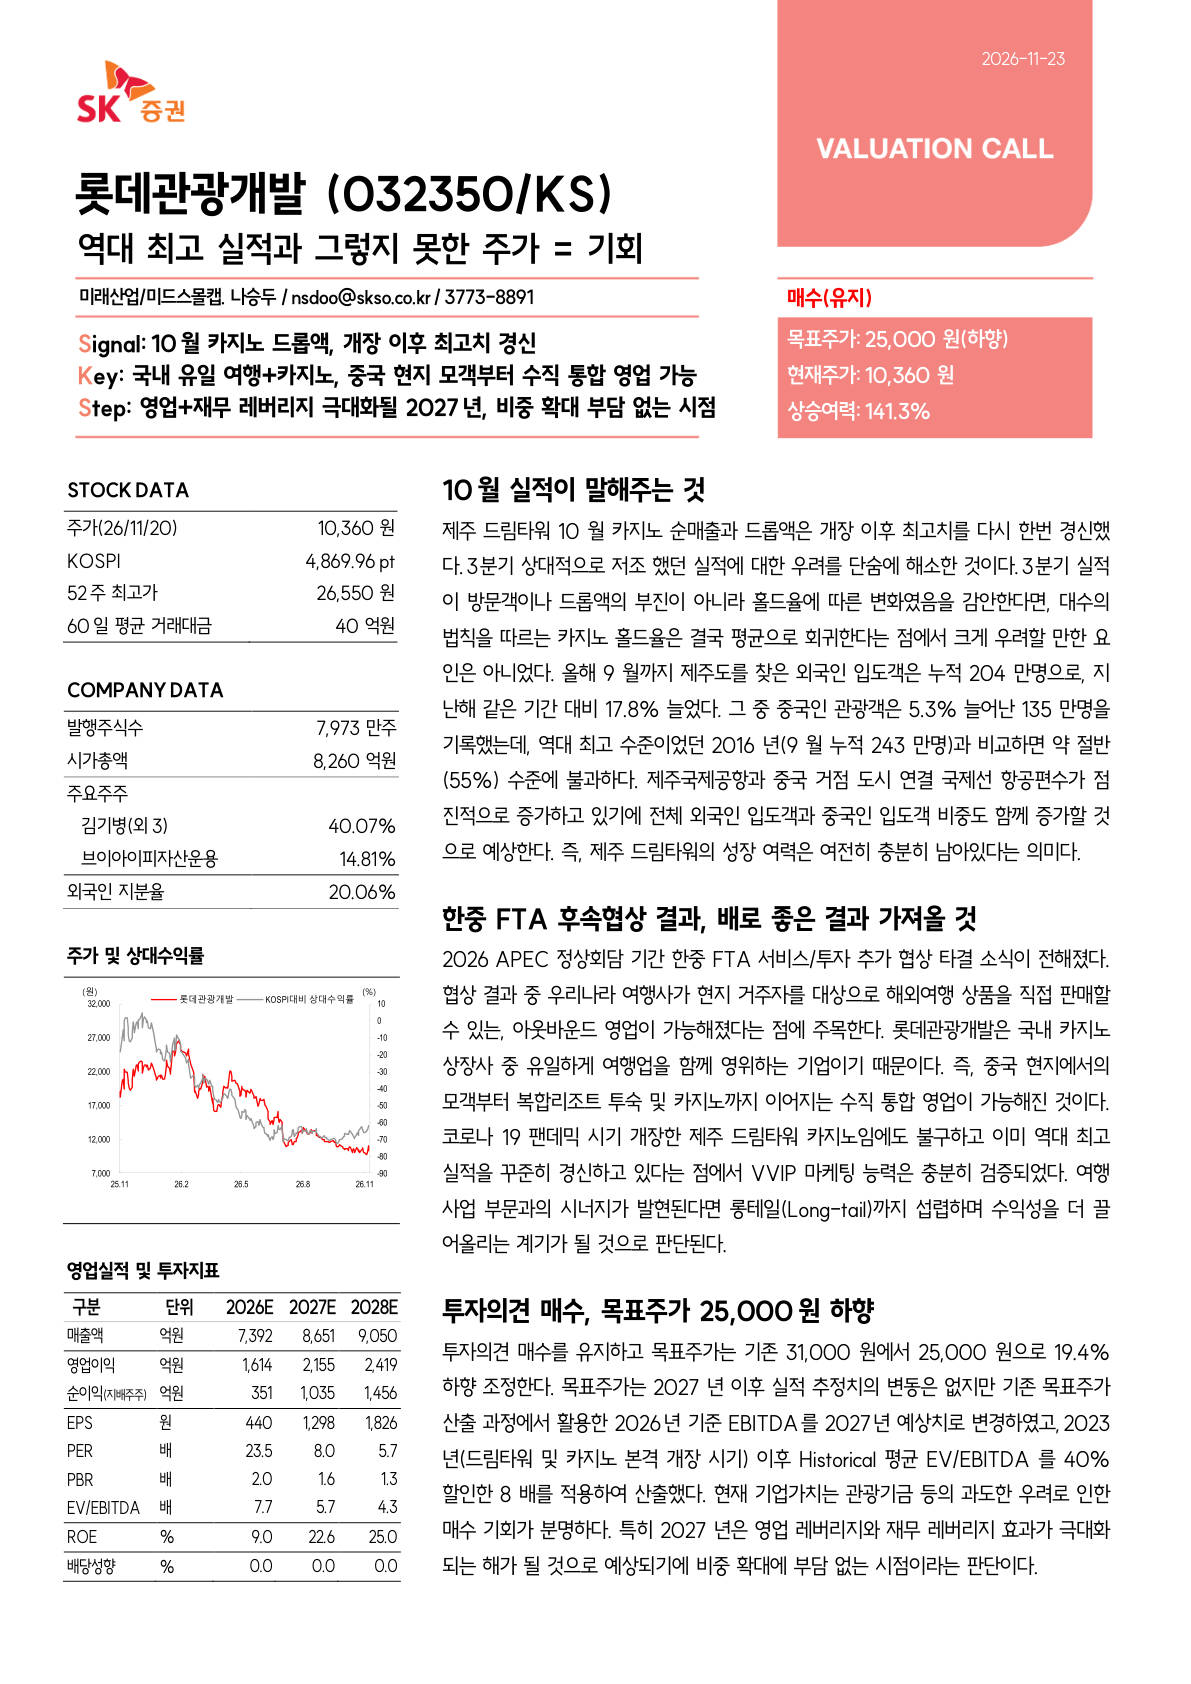 2026-11-23
SK 증권
VALUATION CALL
롯데관광개발 (032350/KS)
역대 최고 실적과 그렇지 못한 주가 = 기회
미래산업/미드스몰캡. 나승두 / nsdoo@skso.co.kr / 3773-8891
Signal: 10월 카지노 드롭액, 개장 이후 최고치 경신
Key: 국내 유일 여행+카지노, 중국 현지 모객부터 수직 통합 영업 가능
Step: 영업+재무 레버리지 극대화될 2027년, 비중 확대 부담 없는 시점
매수(유지)
목표주가: 25,000 원(하향)
현재주가: 10,360 원
상승여력: 141.3%
STOCK DATA
주가(26/11/20) 10,360 원
KOSPI 4,869.96 pt
52주 최고가 26,550 원
60일 평균 거래대금 40 억원
COMPANY DATA
발행주식수 7,973 만주
시가총액 8,260 억원
주요주주
김기병(외 3) 40.07%
브이아이피자산운용 14.81%
외국인 지분율 20.06%
주가 및 상대수익률
(원) 롯데관광개발 KOSPI대비 상대수익률 (%)
32,000 10
0
27,000 -10
-20
22,000 -30
-40
17,000 -50
-60
12,000 -70
-80
7,000 -90
25.11 26.2 26.5 26.8 26.11
영업실적 및 투자지표
구분 단위 2026E 2027E 2028E
매출액 억원 7,392 8,651 9,050
영업이익 억원 1,614 2,155 2,419
순이익(지배주주) 억원 351 1,035 1,456
EPS 원 440 1,298 1,826
PER 배 23.5 8.0 5.7
PBR 배 2.0 1.6 1.3
EV/EBITDA 배 7.7 5.7 4.3
ROE % 9.0 22.6 25.0
배당성향 % 0.0 0.0 0.0
10월 실적이 말해주는 것
제주 드림타워 10 월 카지노 순매출과 드롭액은 개장 이후 최고치를 다시 한번 경신했
다. 3분기 상대적으로 저조 했던 실적에 대한 우려를 단숨에 해소한 것이다. 3분기 실적
이 방문객이나 드롭액의 부진이 아니라 홀드율에 따른 변화였음을 감안한다면, 대수의
법칙을 따르는 카지노 홀드율은 결국 평균으로 회귀한다는 점에서 크게 우려할 만한 요
인은 아니었다. 올해 9 월까지 제주도를 찾은 외국인 입도객은 누적 204 만명으로, 지
난해 같은 기간 대비 17.8% 늘었다. 그 중 중국인 관광객은 5.3% 늘어난 135 만명을
기록했는데, 역대 최고 수준이었던 2016 년(9 월 누적 243 만명)과 비교하면 약 절반
(55%) 수준에 불과하다. 제주국제공항과 중국 거점 도시 연결 국제선 항공편수가 점
진적으로 증가하고 있기에 전체 외국인 입도객과 중국인 입도객 비중도 함께 증가할 것
으로 예상한다. 즉, 제주 드림타워의 성장 여력은 여전히 충분히 남아있다는 의미다.
한중 FTA 후속협상 결과, 배로 좋은 결과 가져올 것
2026 APEC 정상회담 기간 한중 FTA 서비스/투자 추가 협상 타결 소식이 전해졌다.
협상 결과 중 우리나라 여행사가 현지 거주자를 대상으로 해외여행 상품을 직접 판매할
수 있는, 아웃바운드 영업이 가능해졌다는 점에 주목한다. 롯데관광개발은 국내 카지노
상장사 중 유일하게 여행업을 함께 영위하는 기업이기 때문이다. 즉, 중국 현지에서의
모객부터 복합리조트 투숙 및 카지노까지 이어지는 수직 통합 영업이 가능해진 것이다.
코로나 19 팬데믹 시기 개장한 제주 드림타워 카지노임에도 불구하고 이미 역대 최고
실적을 꾸준히 경신하고 있다는 점에서 VVIP 마케팅 능력은 충분히 검증되었다. 여행
사업 부문과의 시너지가 발현된다면 롱테일(Long-tail)까지 섭렵하며 수익성을 더 끌
어올리는 계기가 될 것으로 판단된다.
투자의견 매수, 목표주가 25,000원 하향
투자의견 매수를 유지하고 목표주가는 기존 31,000 원에서 25,000 원으로 19.4%
하향 조정한다. 목표주가는 2027 년 이후 실적 추정치의 변동은 없지만 기존 목표주가
산출 과정에서 활용한 2026년 기준 EBITDA를 2027년 예상치로 변경하였고, 2023
년(드림타워 및 카지노 본격 개장 시기) 이후 Historical 평균 EV/EBITDA 를 40%
할인한 8 배를 적용하여 산출했다. 현재 기업가치는 관광기금 등의 과도한 우려로 인한
매수 기회가 분명하다. 특히 2027 년은 영업 레버리지와 재무 레버리지 효과가 극대화
되는 해가 될 것으로 예상되기에 비중 확대에 부담 없는 시점이라는 판단이다.